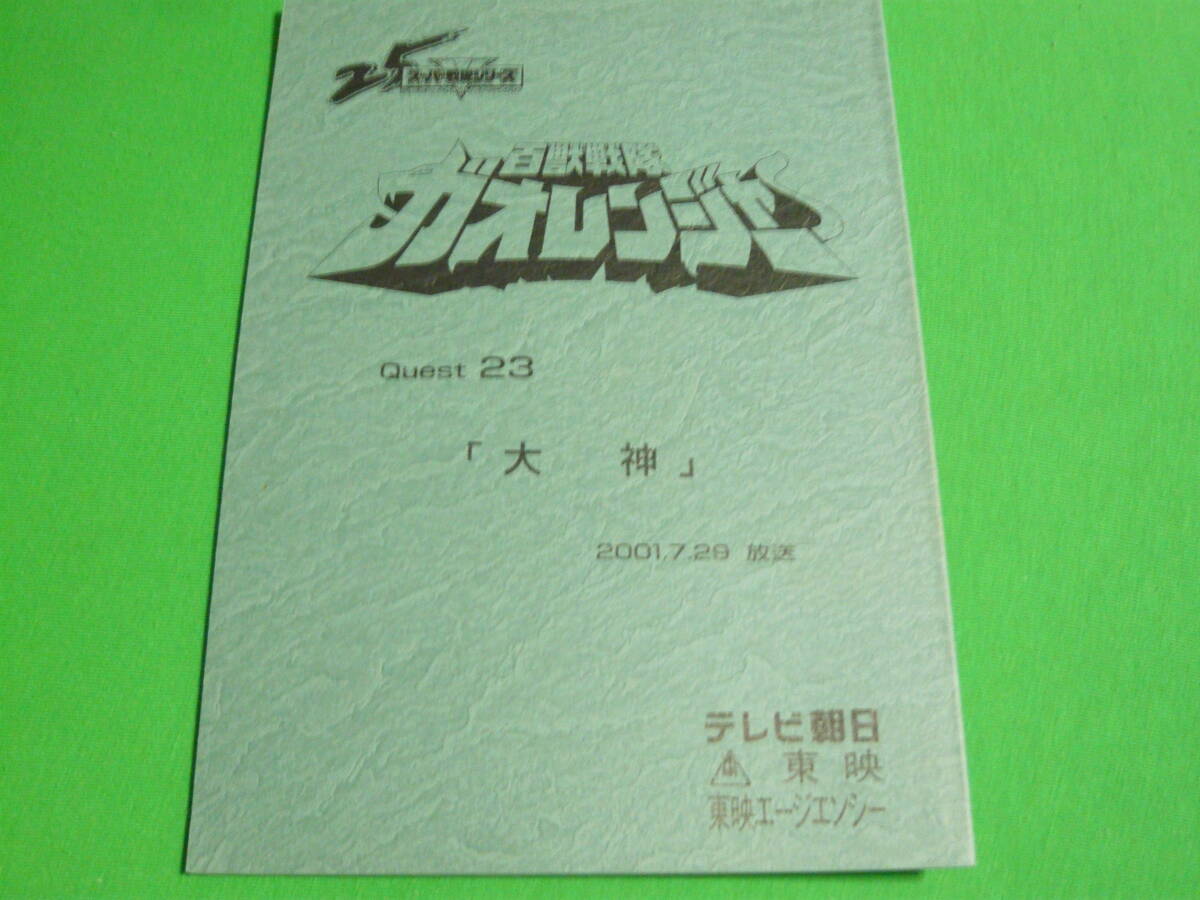 25 スーパー戦隊シリーズ
百獣戦隊
ガオレンジャー
Quest 23
「大　神」
2001.7.29 放送
テレビ朝日
東　映
東映エージエンシー